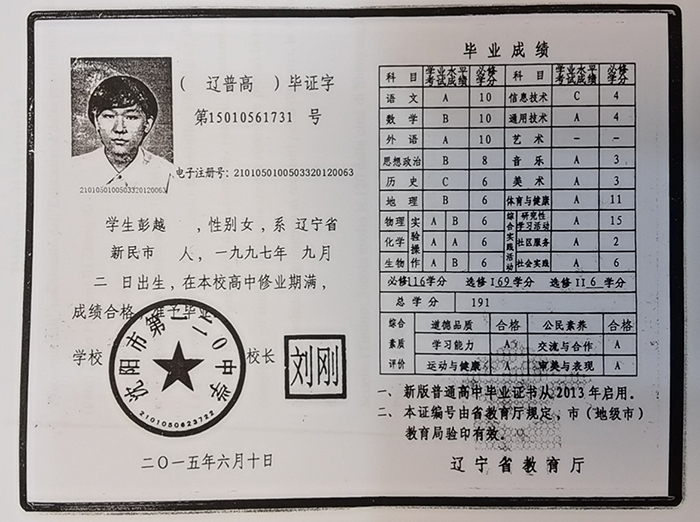 ( 辽普高 ) 毕证字
第15010561731 号
电子注册号: 2101050100503320120063
2101050100503320120063
学生彭越 ,性别女,系 辽宁省
新民市 人,一九九七年 九月
二 日出生,在本校高中修业期满,
成绩合格,准予毕业
学校 校长
沈阳市第一二0中学
2101050623722
刘刚
二〇一五年六月十日
毕业成绩
科目 学业水平考试成绩 必修学分 科目 学业水平考试成绩 必修学分
语文 A 10 信息技术 C 4
数学 B 10 通用技术 A 4
外语 A 10 艺术 - -
思想政治 B 8 音乐 A 3
历史 C 6 美术 A 3
地理 B 6 体育与健康 A 11
物理 实验操作 A B 6 综合实践活动 研究性学习活动 A 15
化学 A A 6 社区服务 A 2
生物 A B 6 社会实践 A 6
必修116学分 选修 I 69学分 选修 II 6 学分
总学分 191
综合素质评价 道德品质 合格 公民素养 合格
学习能力 A 交流与合作 A
运动与健康 A 审美与表现 A
一、新版普通高中毕业证书从2013年启用。
二、本证编号由省教育厅规定、市(地级市)
教育局验印有效。
辽宁省教育厅